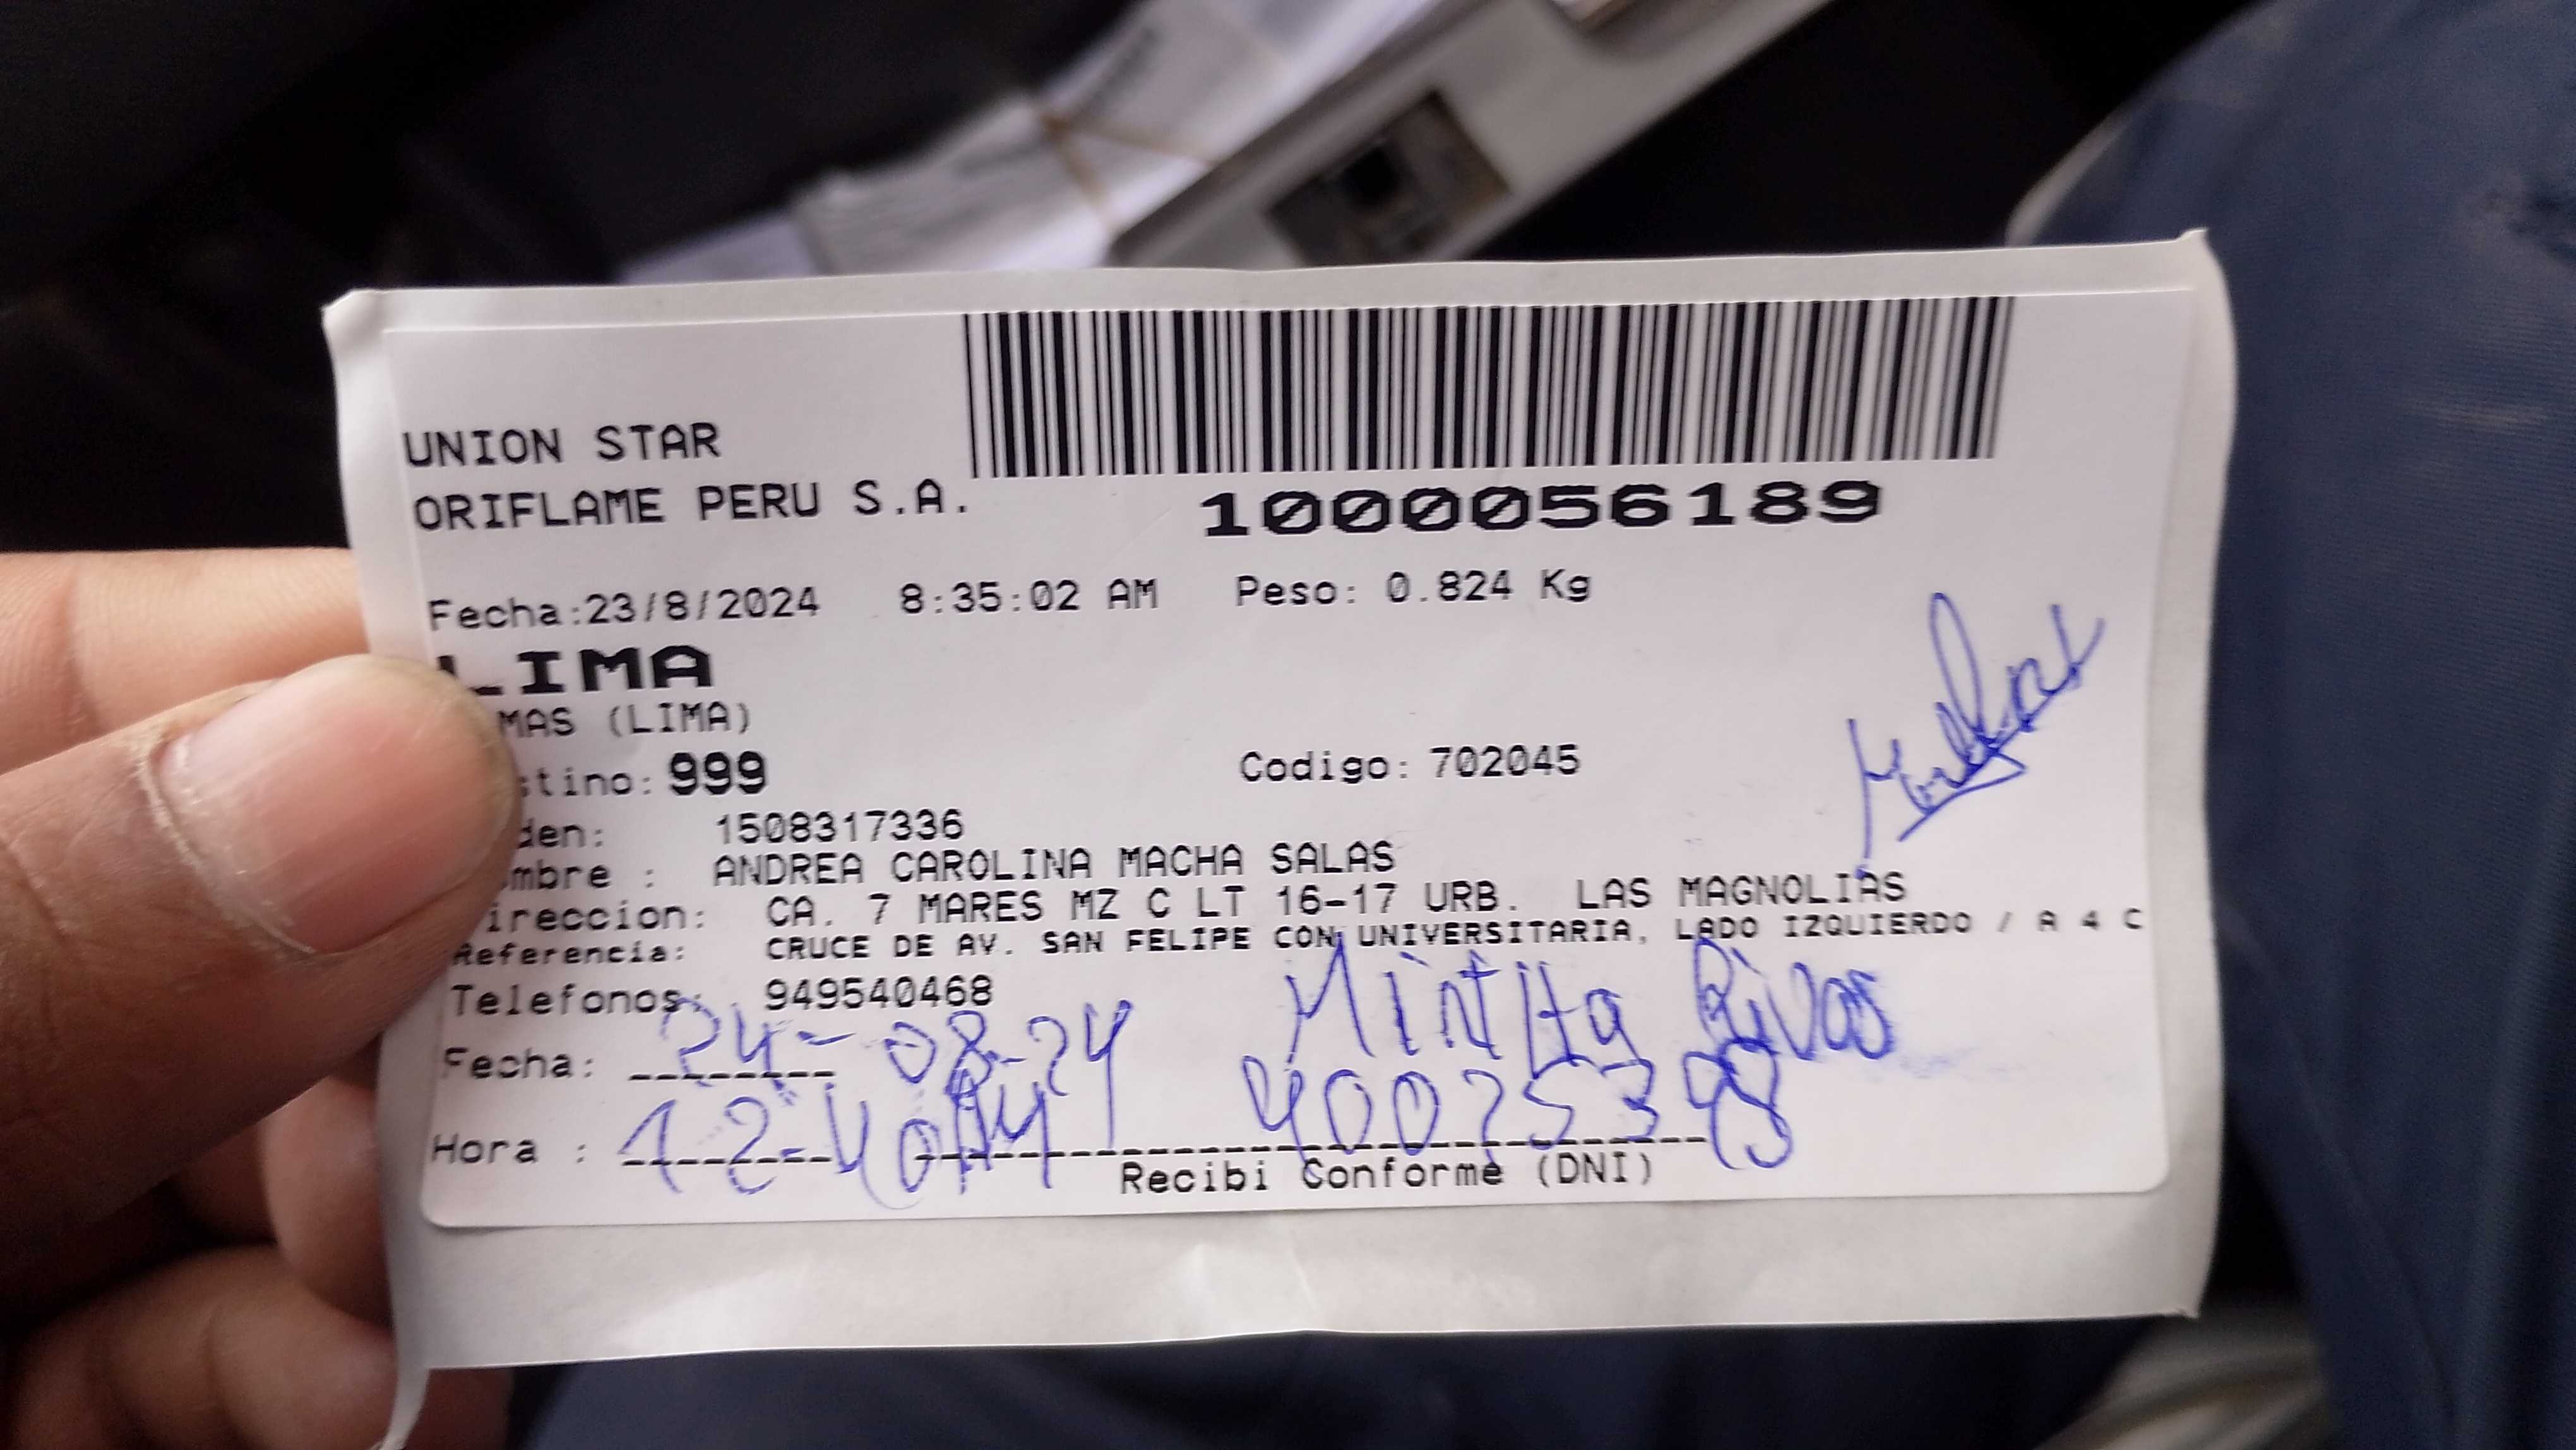 UNION STAR
ORIFLAME PERU S.A.
1000056189
Fecha:23/8/2024 8:35:02 AM Peso: 0.824 Kg
LIMA
MAS (LIMA)
stino: 999 Codigo: 702045
den: 1508317336
mbre : ANDREA CAROLINA MACHA SALAS
ireccion: CA. 7 MARES MZ C LT 16-17 URB. LAS MAGNOLIAS
Referencia: CRUCE DE AV. SAN FELIPE CON UNIVERSITARIA, LADO IZQUIERDO / A 4 C
Telefonos: 949540468
Fecha: 24-08-24
Rivas
Hora : 12-40
Recibi Conforme (DNI)